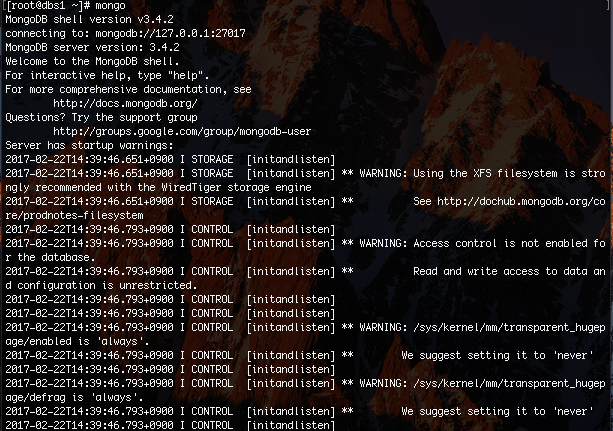 [root@dbs1 ~]# mongo
MongoDB shell version v3.4.2
connecting to: mongodb://127.0.0.1:27017
MongoDB server version: 3.4.2
Welcome to the MongoDB shell.
For interactive help, type "help".
For more comprehensive documentation, see
        http://docs.mongodb.org/
Questions? Try the support group
        http://groups.google.com/group/mongodb-user
Server has startup warnings:
2017-02-22T14:39:46.651+0900 I STORAGE  [initandlisten]
2017-02-22T14:39:46.651+0900 I STORAGE  [initandlisten] ** WARNING: Using the XFS filesystem is stro
ngly recommended with the WiredTiger storage engine
2017-02-22T14:39:46.651+0900 I STORAGE  [initandlisten] **          See http://dochub.mongodb.org/co
re/prodnotes-filesystem
2017-02-22T14:39:46.793+0900 I CONTROL  [initandlisten]
2017-02-22T14:39:46.793+0900 I CONTROL  [initandlisten] ** WARNING: Access control is not enabled fo
r the database.
2017-02-22T14:39:46.793+0900 I CONTROL  [initandlisten] **          Read and write access to data an
d configuration is unrestricted.
2017-02-22T14:39:46.793+0900 I CONTROL  [initandlisten]
2017-02-22T14:39:46.793+0900 I CONTROL  [initandlisten]
2017-02-22T14:39:46.793+0900 I CONTROL  [initandlisten] ** WARNING: /sys/kernel/mm/transparent_hugep
age/enabled is 'always'.
2017-02-22T14:39:46.793+0900 I CONTROL  [initandlisten] **        We suggest setting it to 'never'
2017-02-22T14:39:46.793+0900 I CONTROL  [initandlisten]
2017-02-22T14:39:46.793+0900 I CONTROL  [initandlisten] ** WARNING: /sys/kernel/mm/transparent_hugep
age/defrag is 'always'.
2017-02-22T14:39:46.793+0900 I CONTROL  [initandlisten] **        We suggest setting it to 'never'
2017-02-22T14:39:46.793+0900 I CONTROL  [initandlisten]